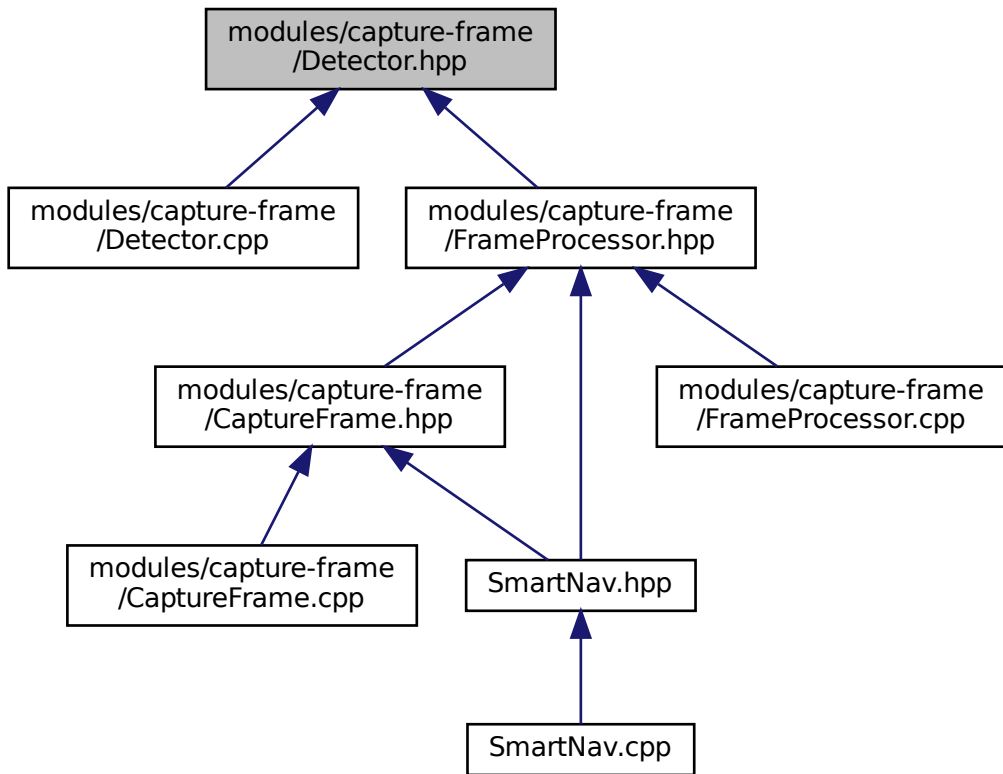 modules/capture-frame
/Detector.hpp
modules/capture-frame
/Detector.cpp
modules/capture-frame
/FrameProcessor.hpp
modules/capture-frame
/CaptureFrame.hpp
modules/capture-frame
/FrameProcessor.cpp
modules/capture-frame
/CaptureFrame.cpp
SmartNav.hpp
SmartNav.cpp